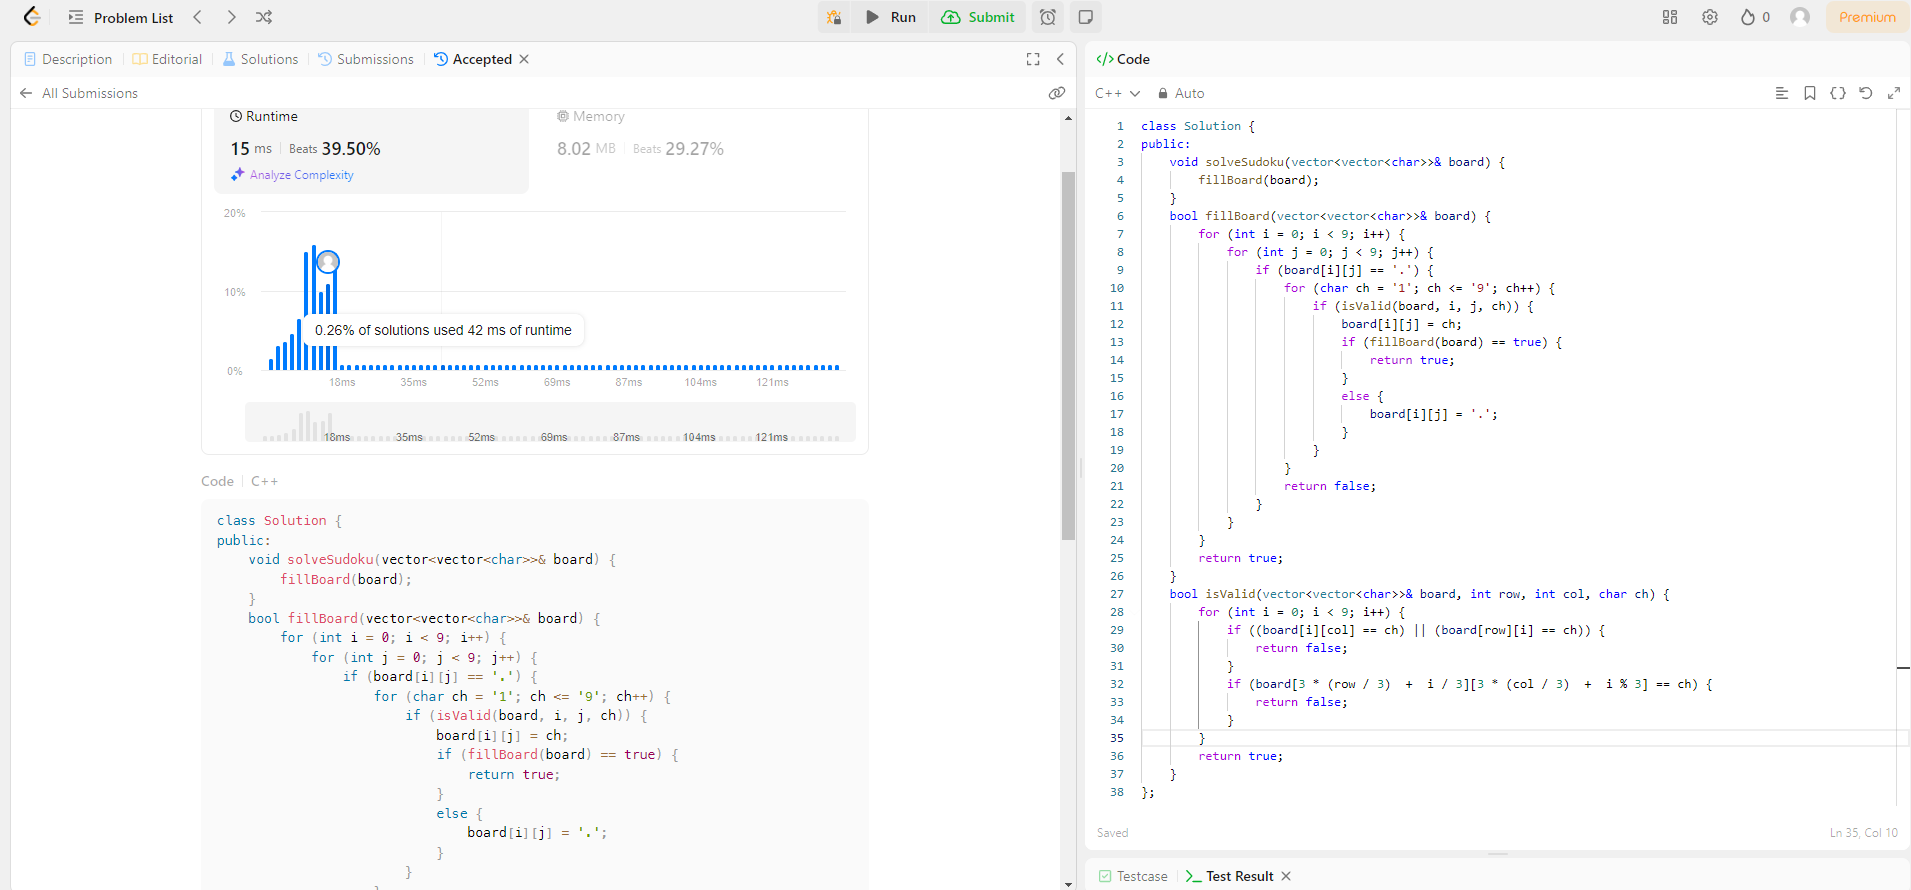 Problem List
Run
Submit
0
Premium
Description
Editorial
Solutions
Submissions
Accepted
All Submissions
Runtime
15 ms
Beats 39.50%
Analyze Complexity
Memory
8.02 MB
Beats 29.27%
20%
10%
0%
0.26% of solutions used 42 ms of runtime
18ms 35ms 52ms 69ms 87ms 104ms 121ms
18ms 35ms 52ms 69ms 87ms 104ms 121ms
Code
C++
class Solution {
public:
    void solveSudoku(vector<vector<char>>& board) {
        fillBoard(board);
    }
    bool fillBoard(vector<vector<char>>& board) {
        for (int i = 0; i < 9; i++) {
            for (int j = 0; j < 9; j++) {
                if (board[i][j] == '.') {
                    for (char ch = '1'; ch <= '9'; ch++) {
                        if (isValid(board, i, j, ch)) {
                            board[i][j] = ch;
                            if (fillBoard(board) == true) {
                                return true;
                            }
                            else {
                                board[i][j] = '.';
                            }
                        }
</> Code
C++
Auto
1 class Solution {
2 public:
3     void solveSudoku(vector<vector<char>>& board) {
4         fillBoard(board);
5     }
6     bool fillBoard(vector<vector<char>>& board) {
7         for (int i = 0; i < 9; i++) {
8             for (int j = 0; j < 9; j++) {
9                 if (board[i][j] == '.') {
10                     for (char ch = '1'; ch <= '9'; ch++) {
11                         if (isValid(board, i, j, ch)) {
12                             board[i][j] = ch;
13                             if (fillBoard(board) == true) {
14                                 return true;
15                             }
16                             else {
17                                 board[i][j] = '.';
18                             }
19                         }
20                     }
21                     return false;
22                 }
23             }
24         }
25         return true;
26     }
27     bool isValid(vector<vector<char>>& board, int row, int col, char ch) {
28         for (int i = 0; i < 9; i++) {
29             if ((board[i][col] == ch) || (board[row][i] == ch)) {
30                 return false;
31             }
32             if (board[3 * (row / 3)  +  i / 3][3 * (col / 3)  +  i % 3] == ch) {
33                 return false;
34             }
35         }
36         return true;
37     }
38 };
Saved
Ln 35, Col 10
Testcase
Test Result